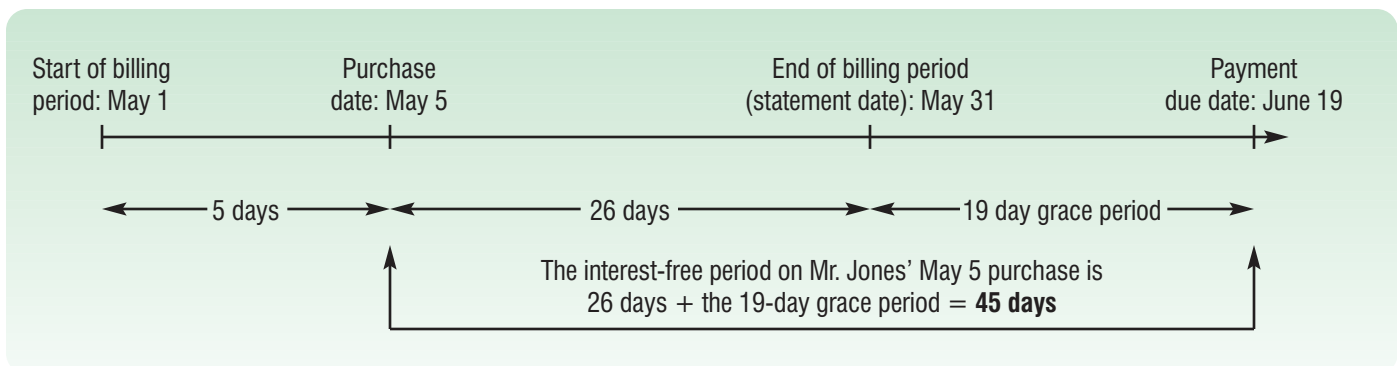 Start of billing
period: May 1
Purchase
date: May 5
End of billing period
(statement date): May 31
Payment
due date: June 19
5 days
26 days
19 day grace period
The interest-free period on Mr. Jones’ May 5 purchase is
26 days + the 19-day grace period = 45 days